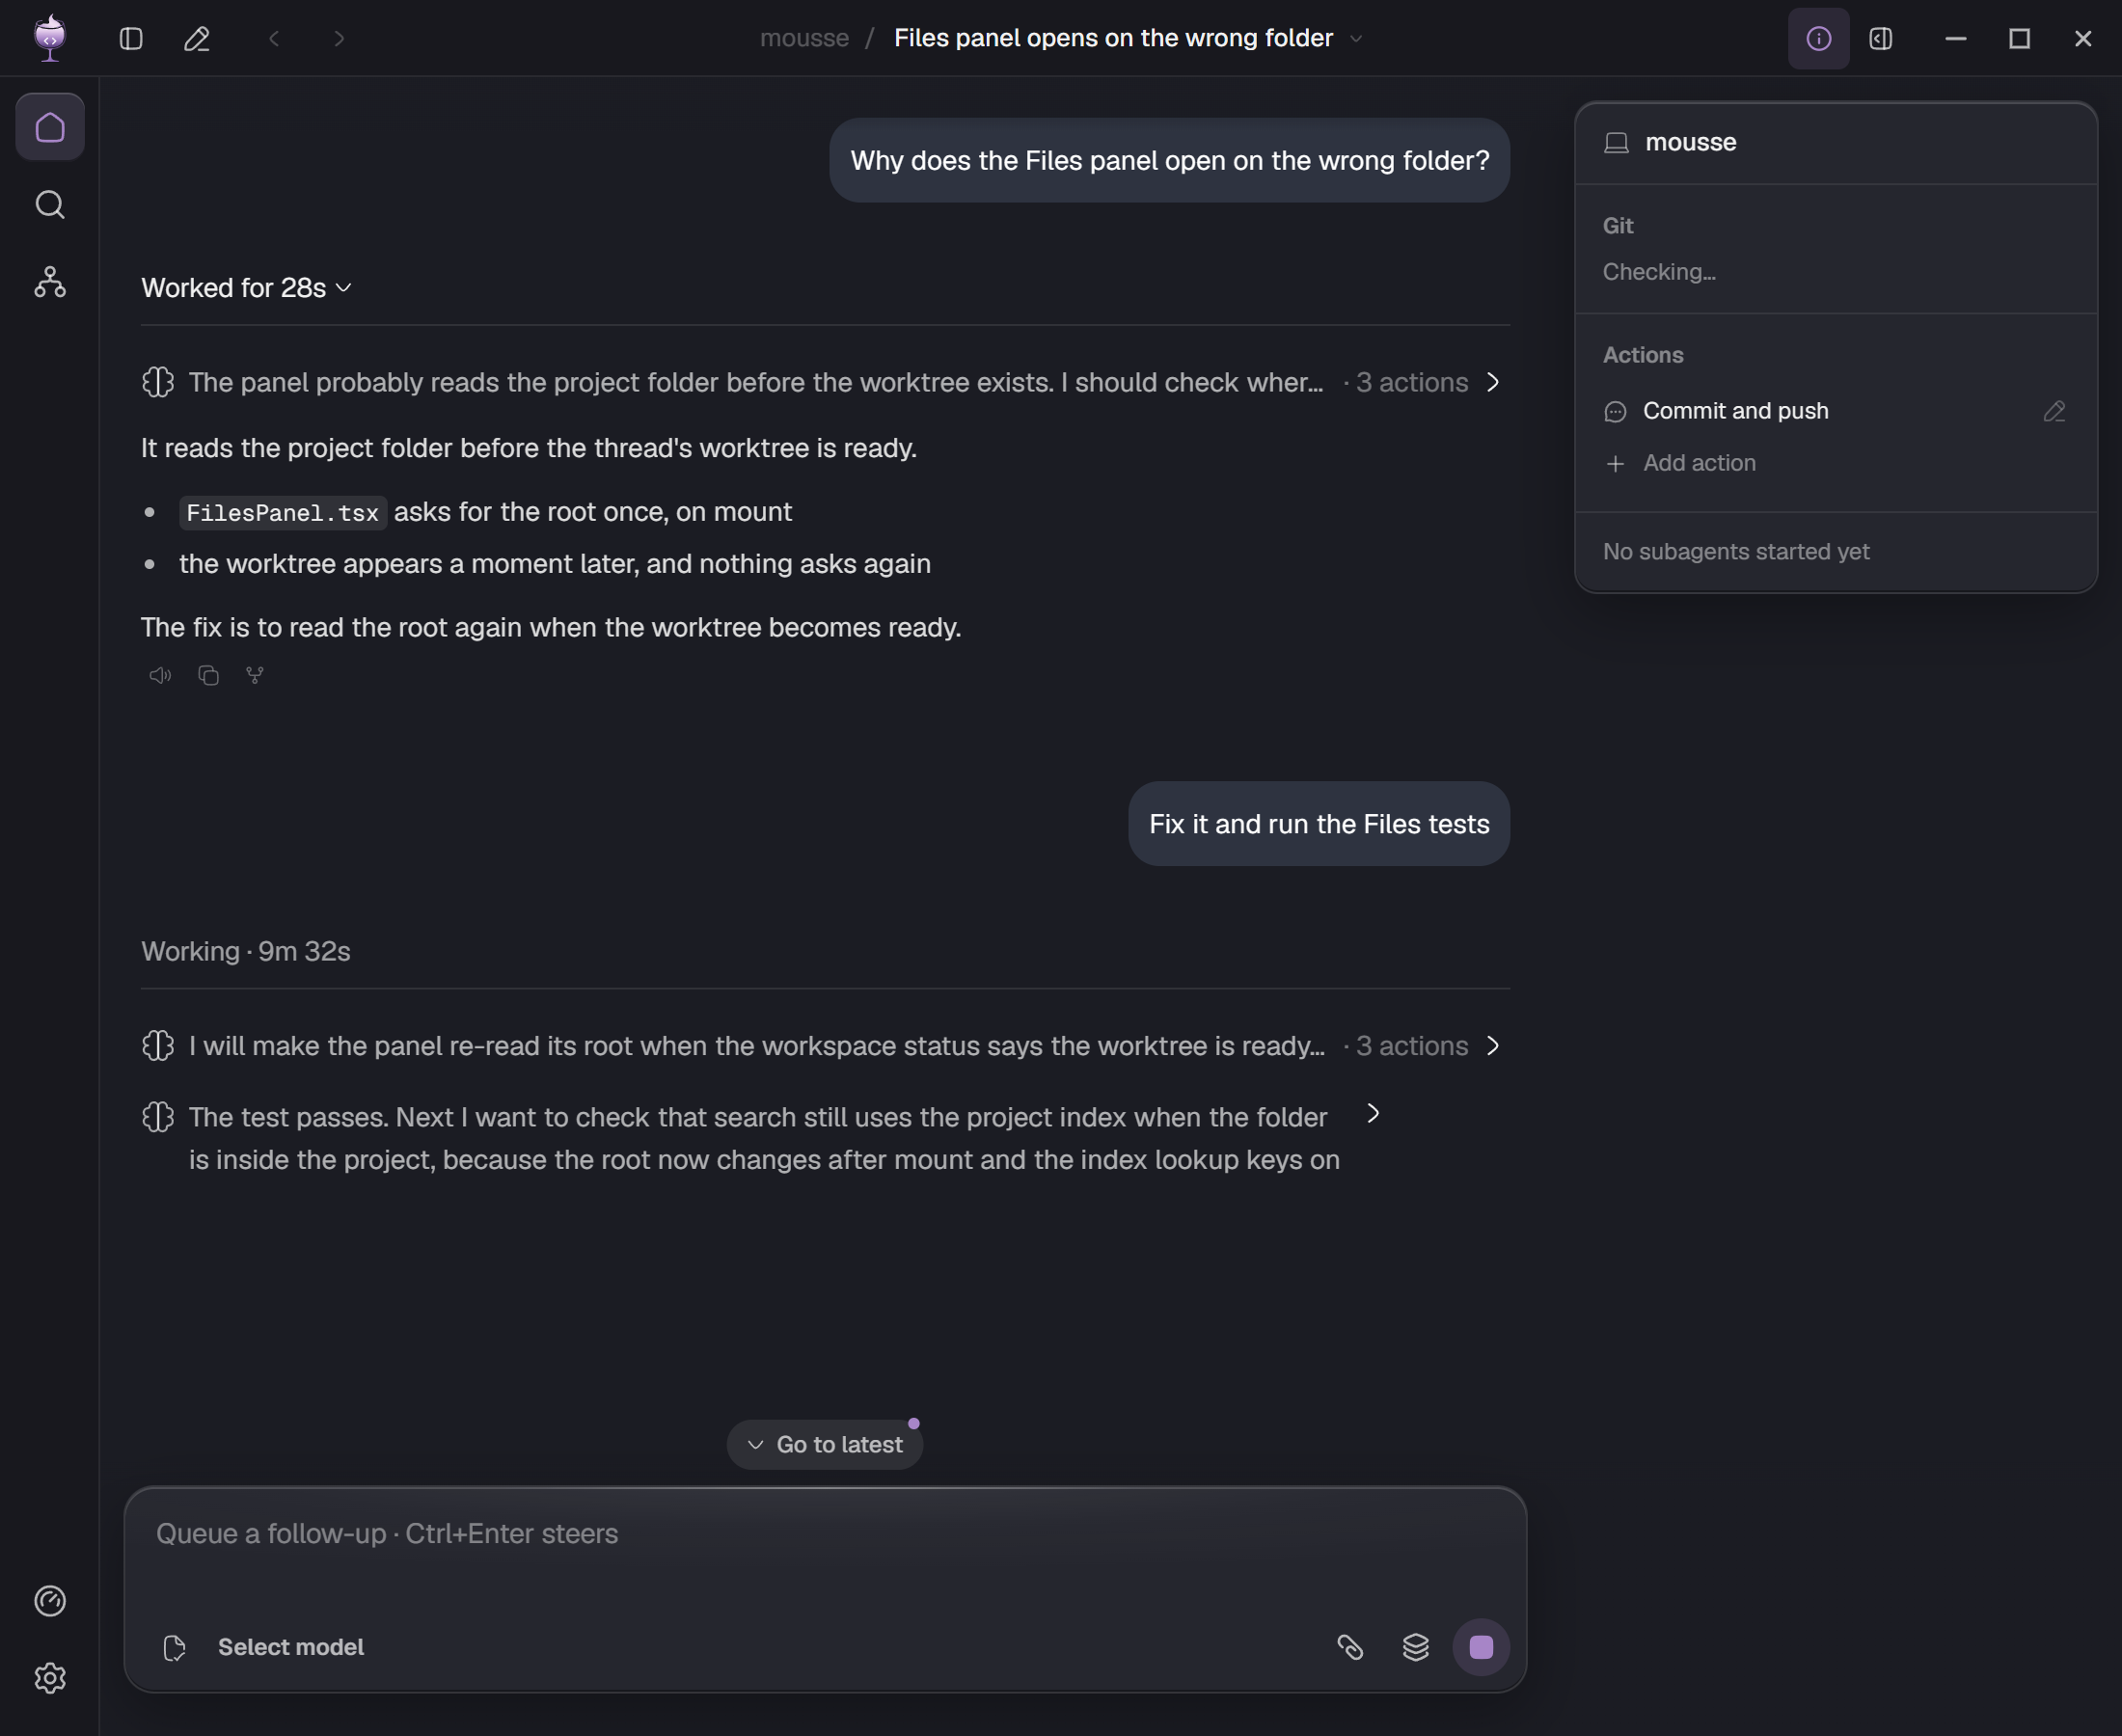 mousse / Files panel opens on the wrong folder
Why does the Files panel open on the wrong folder?
Worked for 28s
The panel probably reads the project folder before the worktree exists. I should check wher... · 3 actions
It reads the project folder before the thread's worktree is ready.
• FilesPanel.tsx asks for the root once, on mount
• the worktree appears a moment later, and nothing asks again
The fix is to read the root again when the worktree becomes ready.
Fix it and run the Files tests
Working · 9m 32s
I will make the panel re-read its root when the workspace status says the worktree is ready... · 3 actions
The test passes. Next I want to check that search still uses the project index when the folder
is inside the project, because the root now changes after mount and the index lookup keys on
Go to latest
Queue a follow-up · Ctrl+Enter steers
Select model
mousse
Git
Checking...
Actions
Commit and push
Add action
No subagents started yet